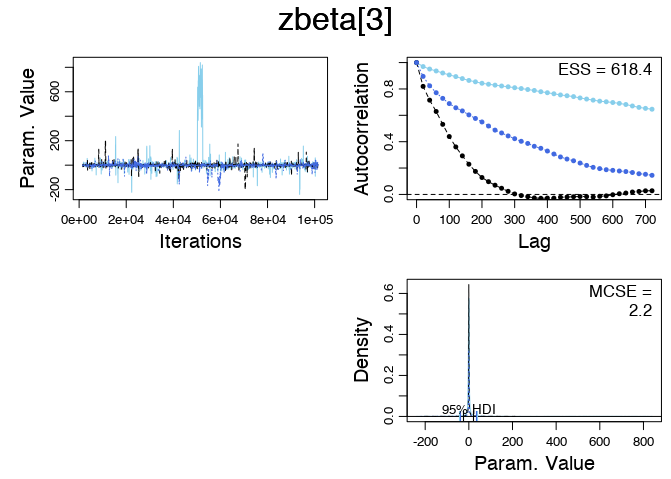 zbeta[3]
Param. Value
-200
200
600
0e+00 2e+04 4e+04 6e+04 8e+04 1e+05
Iterations
Autocorrelation
0.0
0.4
0.8
ESS = 618.4
0 100 200 300 400 500 600 700
Lag
Density
0.0
0.2
0.4
0.6
MCSE =
2.2
95% HDI
-200 0 200 400 600 800
Param. Value